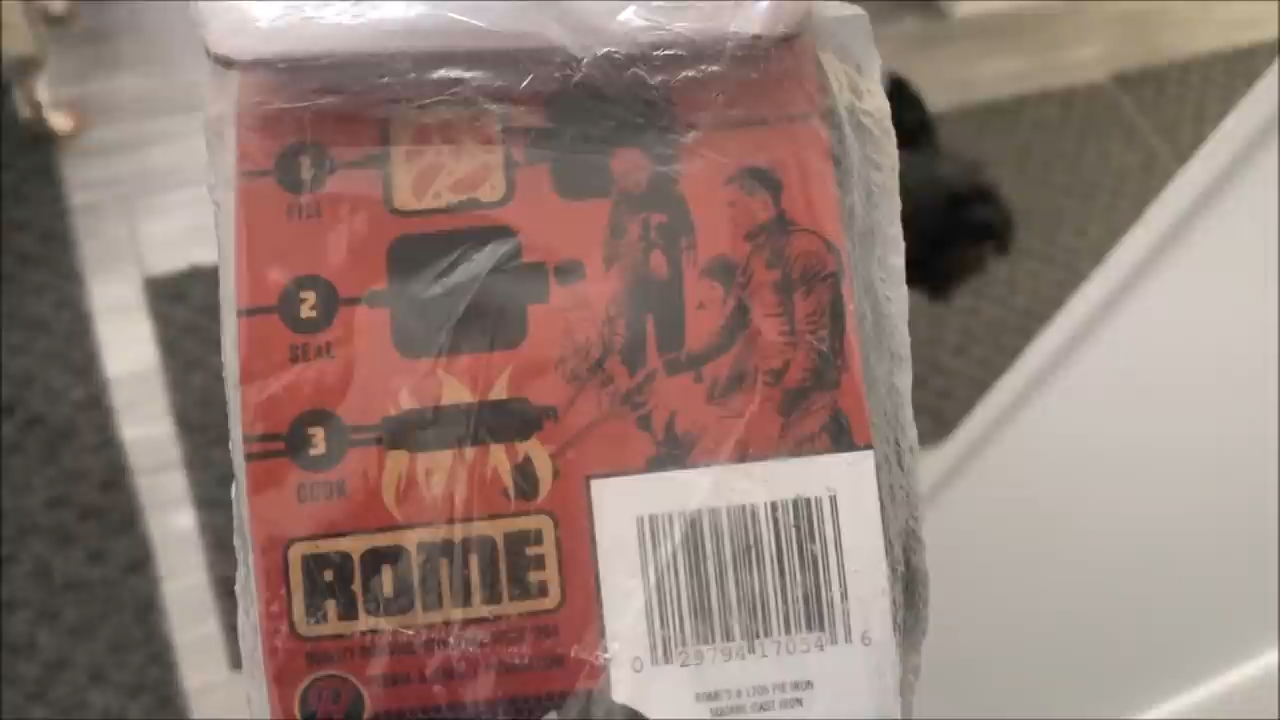 1
FILL
2
SEAL
3
COOK
ROME
0 29794 17054 6
ROME'S # 1705 PIE IRON
SQUARE CAST IRON